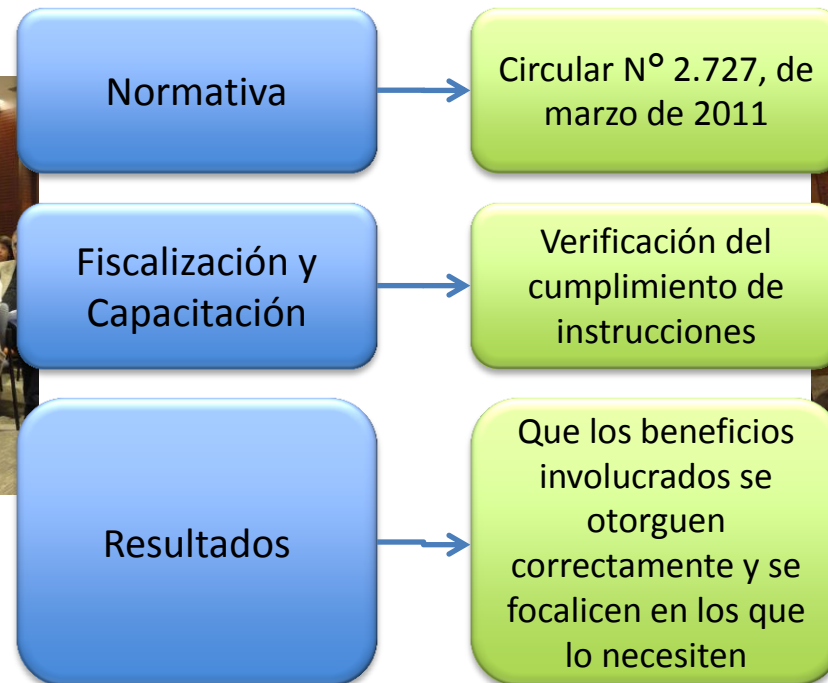 Normativa
Circular N° 2.727, de
marzo de 2011
Fiscalización y
Capacitación
Verificación del
cumplimiento de
instrucciones
Resultados
Que los beneficios
involucrados se
otorguen
correctamente y se
focalicen en los que
lo necesiten